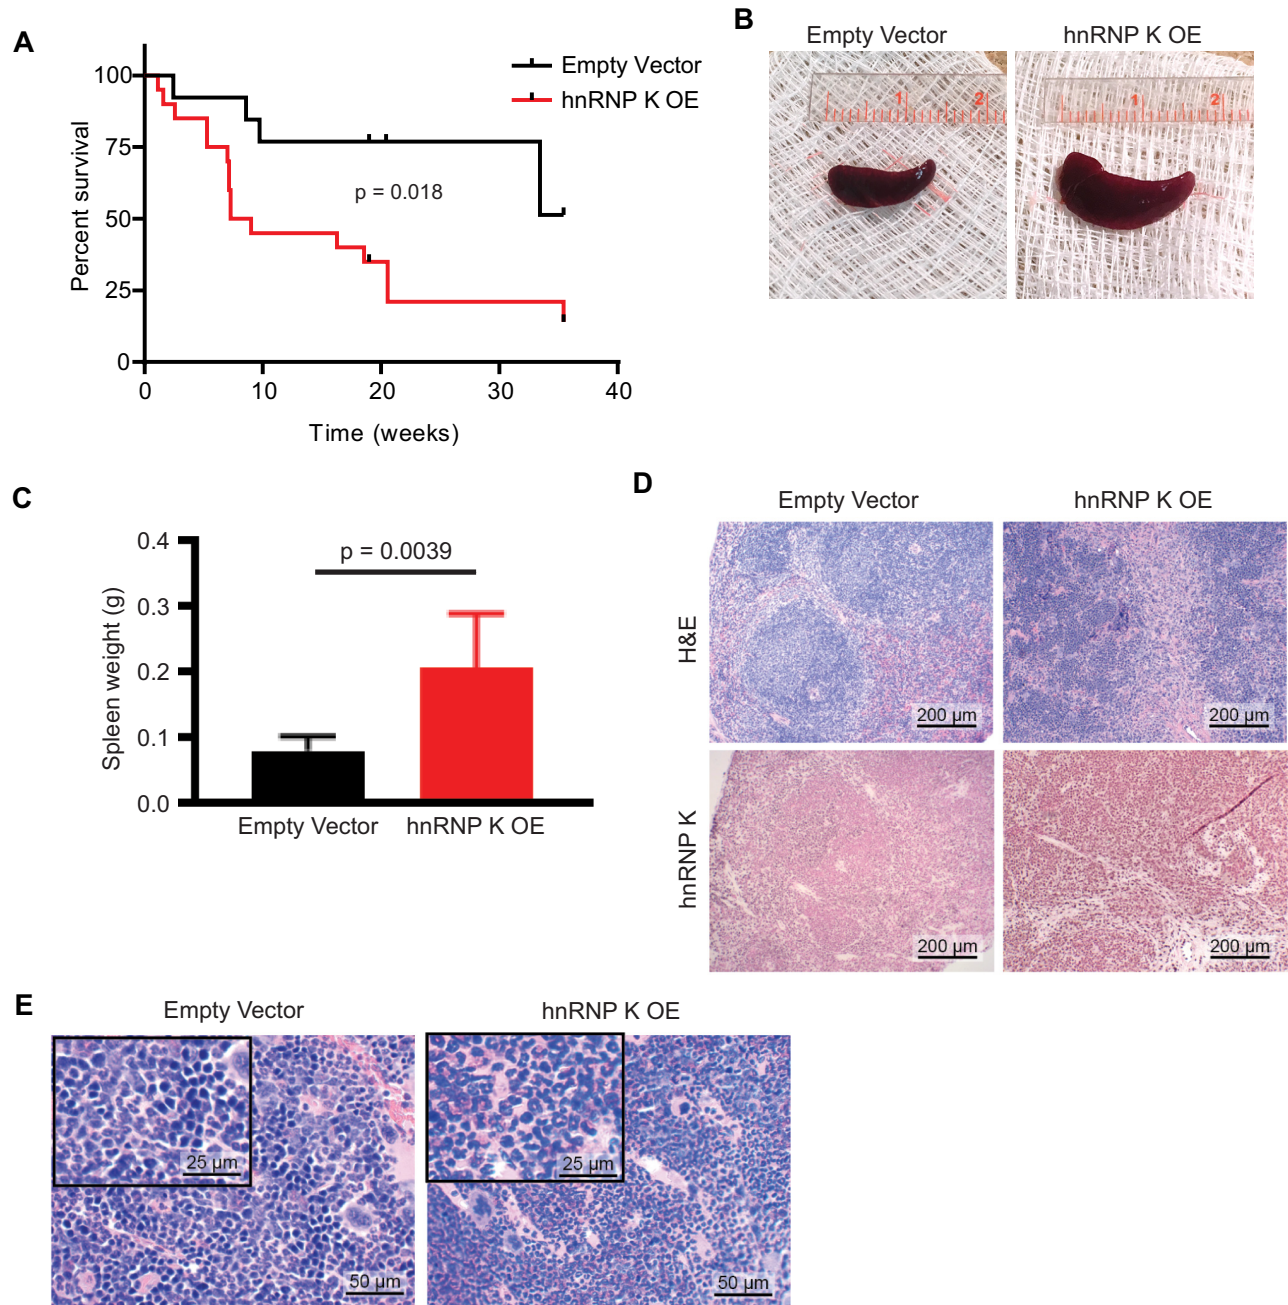 A
Empty Vector
hnRNP K OE
100
75
50
25
0
p = 0.018
Percent survival
0 10 20 30 40
Time (weeks)
B
Empty Vector hnRNP K OE
1 2
1 2
C
0.4
0.3
0.2
0.1
0.0
p = 0.0039
Spleen weight (g)
Empty Vector hnRNP K OE
D
Empty Vector hnRNP K OE
H&E
200 µm 200 µm
hnRNP K
200 µm 200 µm
E
Empty Vector hnRNP K OE
25 µm 25 µm
50 µm 50 µm